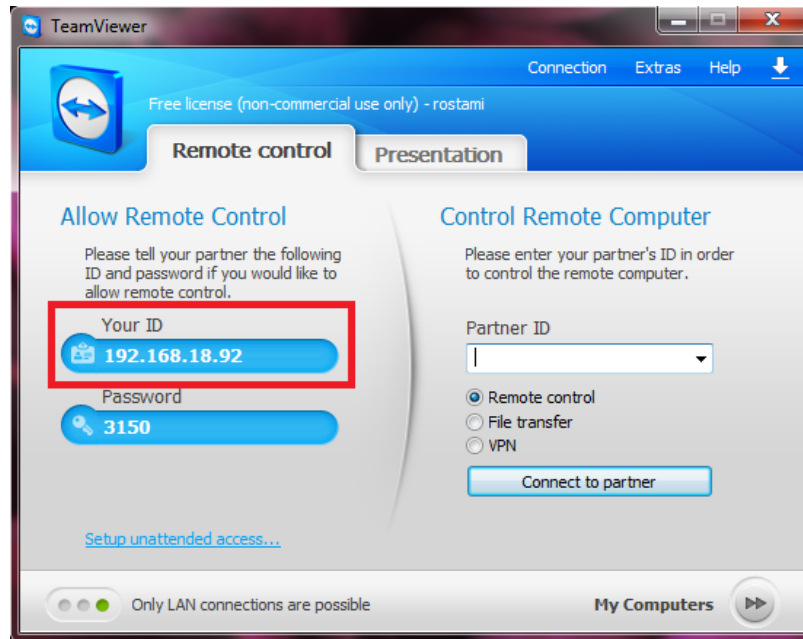 TeamViewer
Connection Extras Help
Free license (non-commercial use only) - rostami
Remote control
Presentation
Allow Remote Control
Please tell your partner the following
ID and password if you would like to
allow remote control.
Your ID
192.168.18.92
Password
3150
Setup unattended access...
Control Remote Computer
Please enter your partner's ID in order
to control the remote computer.
Partner ID
Remote control
File transfer
VPN
Connect to partner
Only LAN connections are possible
My Computers